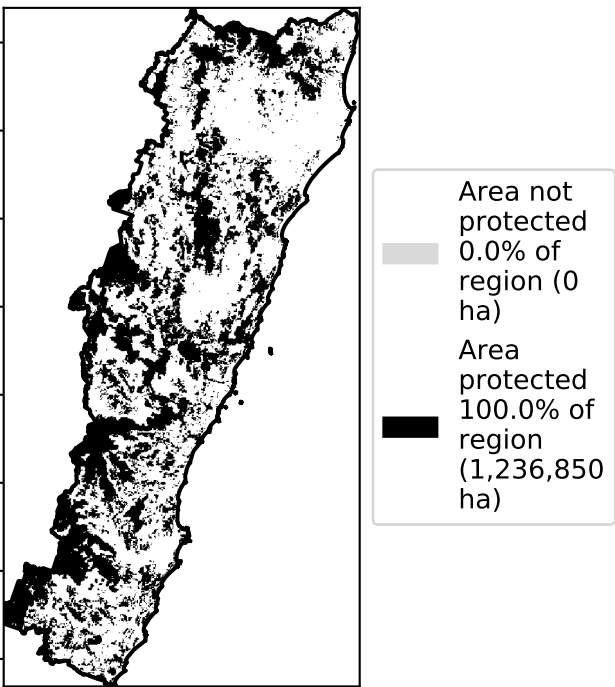 Area not
protected
0.0% of
region (0
ha)
Area
protected
100.0% of
region
(1,236,850
ha)